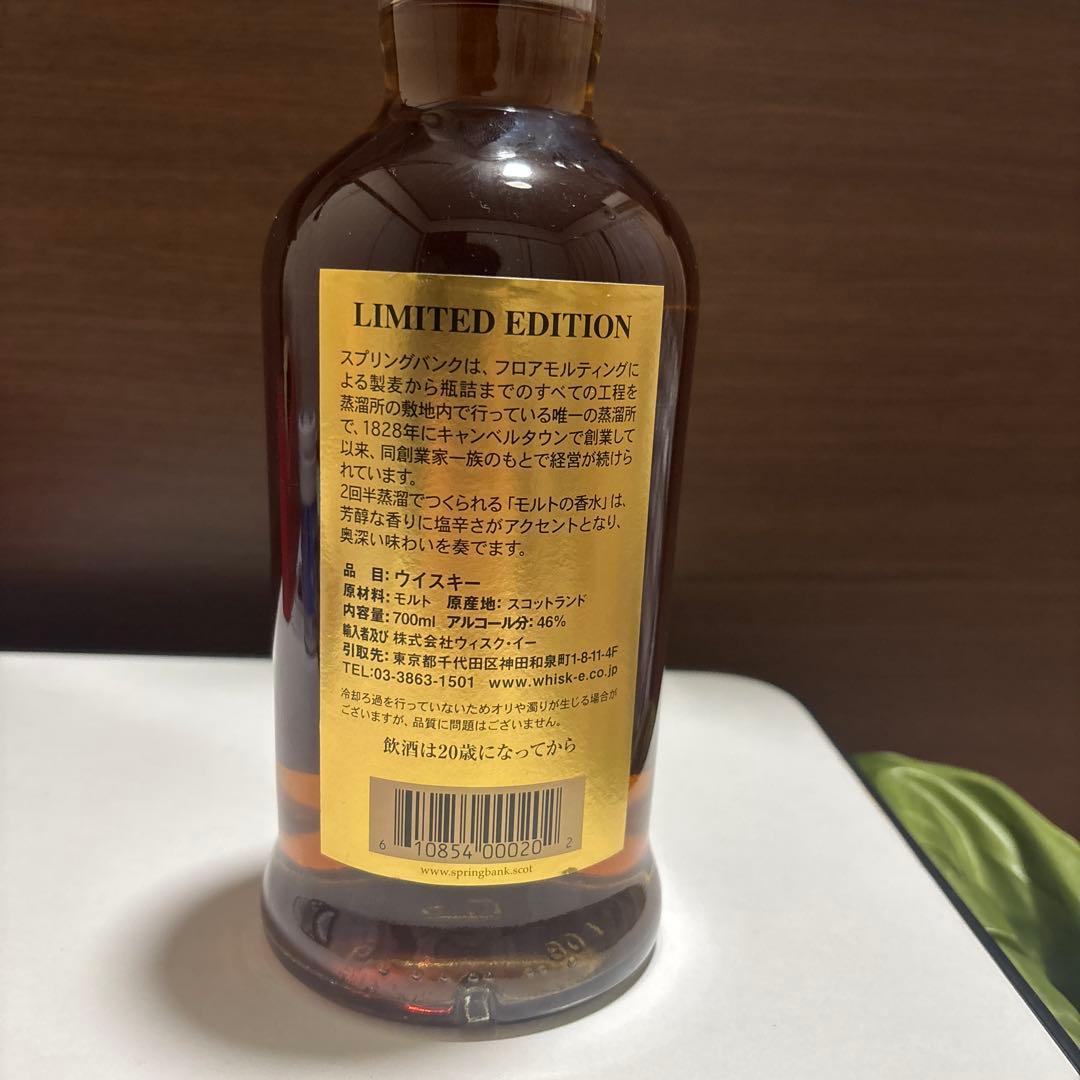 LIMITED EDITION
スプリングバンクは、フロアモルティングに
よる製麦から瓶詰までのすべての工程を
蒸溜所の敷地内で行っている唯一の蒸溜所
で、1828年にキャンベルタウンで創業して
以来、同創業家一族のもとで経営が続けら
れています。
2回半蒸溜でつくられる「モルトの香水」は、
芳醇な香りに塩辛さがアクセントとなり、
奥深い味わいを奏でます。
品 目：ウイスキー
原材料：モルト 原産地：スコットランド
内容量：700ml アルコール分：46%
輸入者及び 株式会社ウィスク・イー
引取先：東京都千代田区神田和泉町1-8-11-4F
TEL:03-3863-1501 www.whisk-e.co.jp
冷却ろ過を行っていないためオリや濁りが生じる場合が
ございますが、品質に問題はございません。
飲酒は20歳になってから
6 10854 00020 2
www.springbank.scot